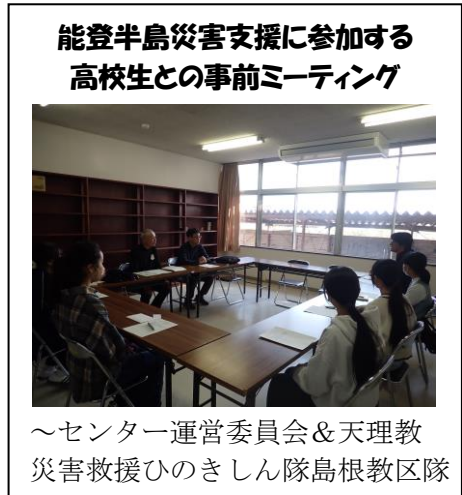 能登半島災害支援に参加する
高校生との事前ミーティング
～センター運営委員会＆天理教
災害救援ひのきしん隊島根教区隊